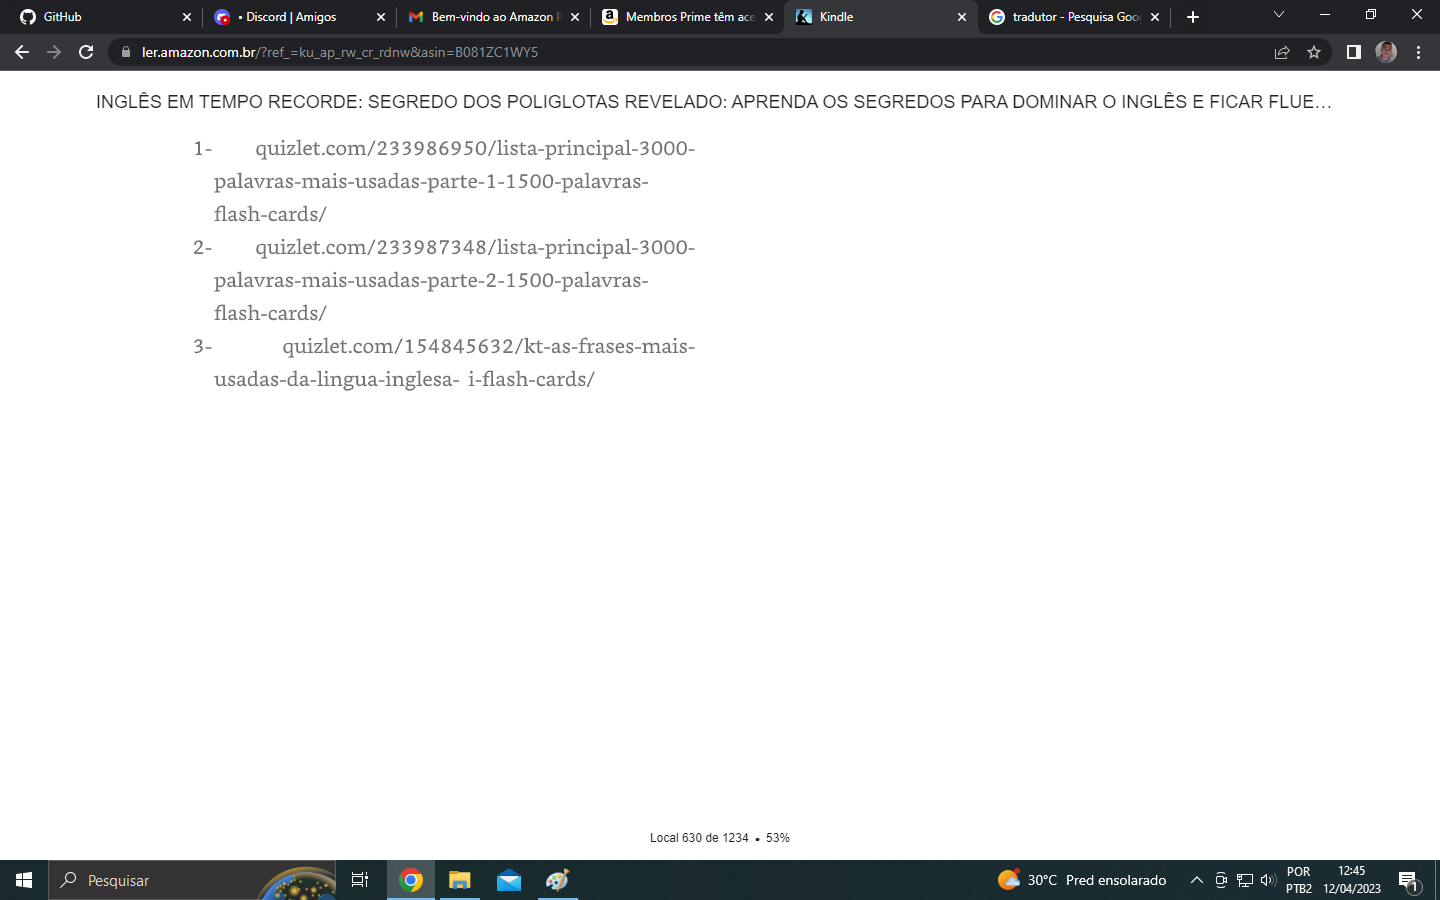 GitHub
• Discord | Amigos
Bem-vindo ao Amazon P
Membros Prime têm ace
Kindle
tradutor - Pesquisa Goo
ler.amazon.com.br/?ref_=ku_ap_rw_cr_rdnw&asin=B081ZC1WY5
INGLÊS EM TEMPO RECORDE: SEGREDO DOS POLIGLOTAS REVELADO: APRENDA OS SEGREDOS PARA DOMINAR O INGLÊS E FICAR FLUE…
1- quizlet.com/233986950/lista-principal-3000-
palavras-mais-usadas-parte-1-1500-palavras-
flash-cards/
2- quizlet.com/233987348/lista-principal-3000-
palavras-mais-usadas-parte-2-1500-palavras-
flash-cards/
3- quizlet.com/154845632/kt-as-frases-mais-
usadas-da-lingua-inglesa- i-flash-cards/
Local 630 de 1234 • 53%
Pesquisar
30°C Pred ensolarado
POR
PTB2
12:45
12/04/2023
1